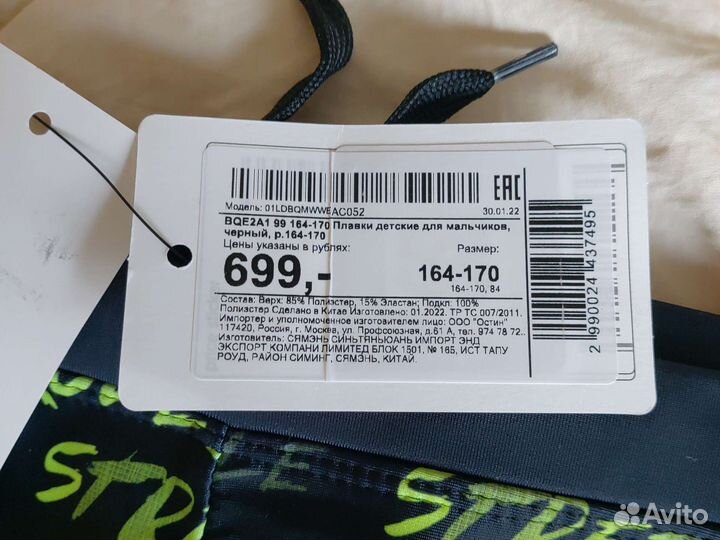 EAC
Модель: 01LDBQMWWEAC052 30.01.22
BQE2A1 99 164-170 Плавки детские для мальчиков,
черный, р.164-170
Цены указаны в рублях: Размер:
699,- 164-170
164-170, 84
Состав: Верх: 85% Полиэстер, 15% Эластан; Подкл: 100%
Полиэстер Сделано в Китае Изготовлено: 01.2022. ТР ТС 007/2011.
Импортер и уполномоченное изготовителем лицо: ООО "Остин"
117420, Россия, г. Москва, ул. Профсоюзная, д.61 А, тел. 974 78 72..
Изготовитель: СЯМЭНЬ СИНЬТЯНЬЮАНЬ ИМПОРТ ЭНД
ЭКСПОРТ КОМПАНИ ЛИМИТЕД БЛОК 1501, № 165, ИСТ ТАПУ
РОУД, РАЙОН СИМИНГ, СЯМЭНЬ, КИТАЙ.
2 990024 437495
Avito